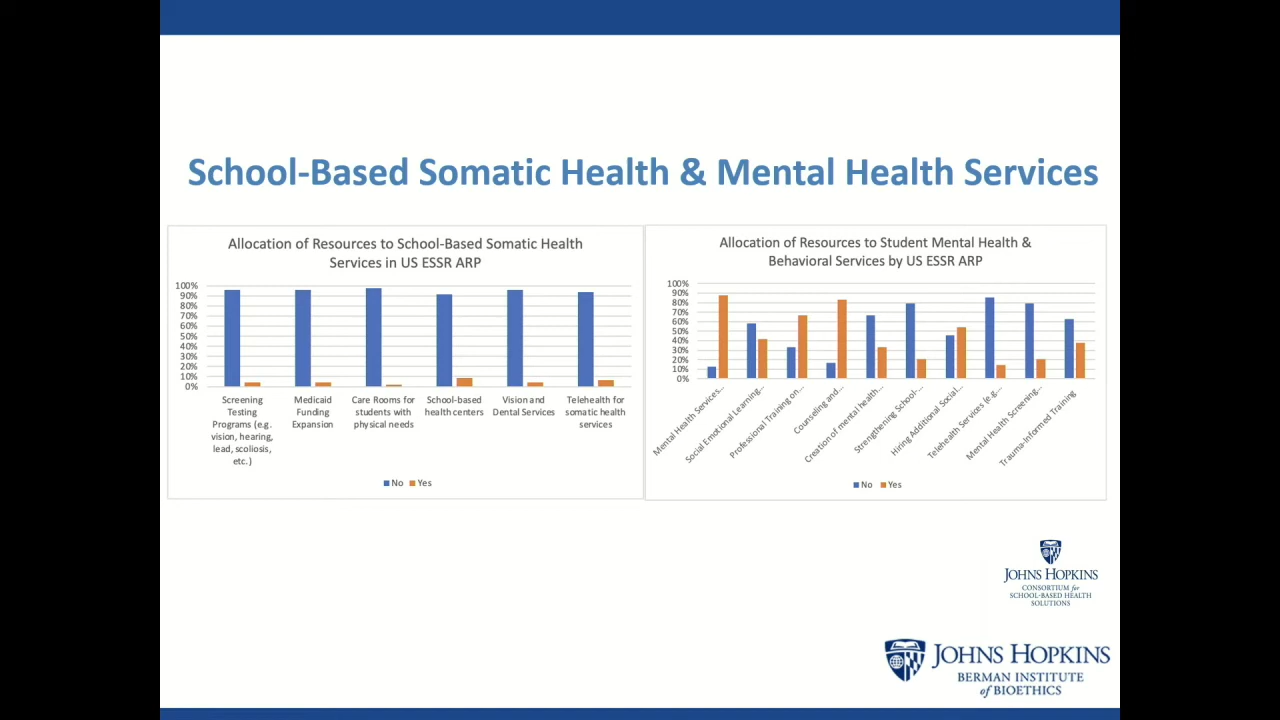 School-Based Somatic Health & Mental Health Services
Allocation of Resources to School-Based Somatic Health
Services in US ESSR ARP
100%
90%
80%
70%
60%
50%
40%
30%
20%
10%
0%
Screening
Testing
Programs (e.g.
vision, hearing,
lead, scoliosis,
etc.)
Medicaid
Funding
Expansion
Care Rooms for
students with
physical needs
School-based
health centers
Vision and
Dental Services
Telehealth for
somatic health
services
No Yes
Allocation of Resources to Student Mental Health &
Behavioral Services by US ESSR ARP
100%
90%
80%
70%
60%
50%
40%
30%
20%
10%
0%
Mental Health Services...
Social Emotional Learning...
Professional Training on...
Counseling and...
Creation of mental health...
Strengthening School-...
Hiring Additional Social...
Telehealth Services (e.g...
Mental Health Screening...
Trauma-Informed Training
No Yes
JOHNS HOPKINS
CONSORTIUM for
SCHOOL-BASED HEALTH
SOLUTIONS
JOHNS HOPKINS
BERMAN INSTITUTE
of BIOETHICS